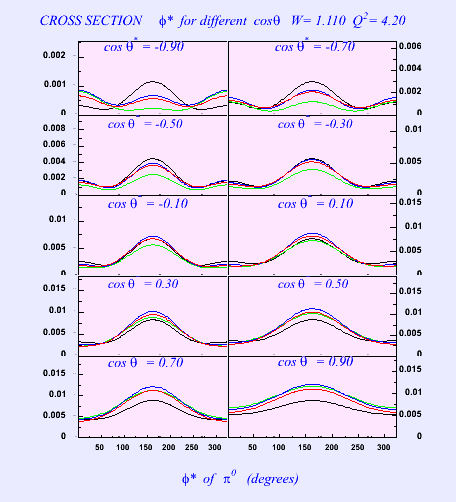 CROSS SECTION ϕ* for different cosθ W= 1.110 Q² = 4.20
cos θ* = -0.90 cos θ* = -0.70
0.002 0.001 0 0.006 0.004 0.002 0
cos θ = -0.50 cos θ = -0.30
0.008 0.006 0.004 0.002 0 0.01 0.005 0
cos θ = -0.10 cos θ = 0.10
0.01 0.005 0 0.015 0.01 0.005 0
cos θ = 0.30 cos θ = 0.50
0.015 0.01 0.005 0 0.015 0.01 0.005 0
cos θ = 0.70 cos θ = 0.90
0.015 0.01 0.005 0 0.015 0.01 0.005 0
50 100 150 200 250 300 50 100 150 200 250 300
ϕ* of π⁰ (degrees)